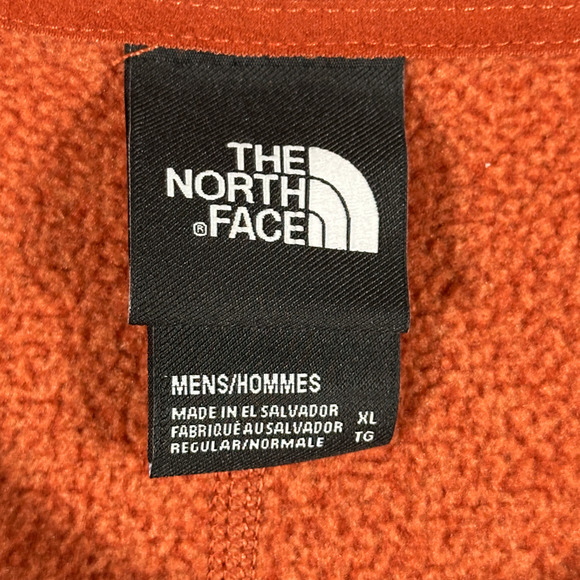 THE
NORTH
® FACE
MENS/HOMMES
MADE IN EL SALVADOR XL
FABRIQUÉ AU SALVADOR TG
REGULAR/NORMALE